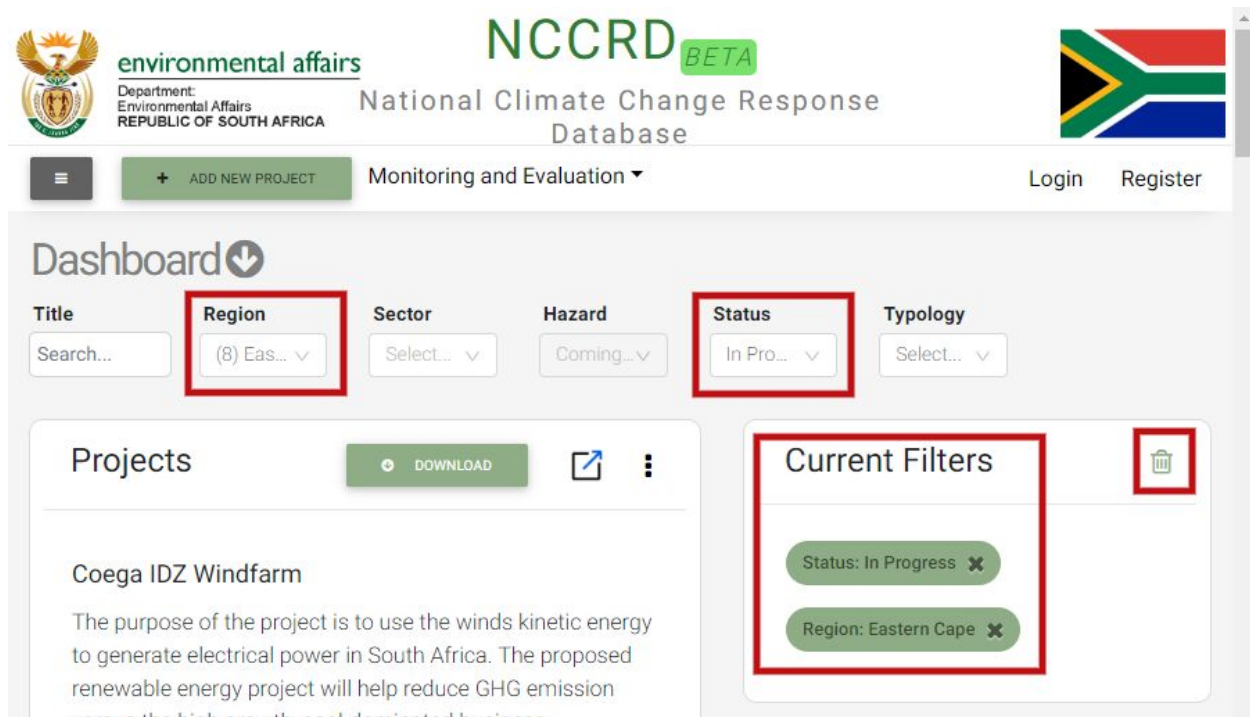 environmental affairs
Department:
Environmental Affairs
REPUBLIC OF SOUTH AFRICA
NCCRD BETA
National Climate Change Response
Database
ADD NEW PROJECT
Monitoring and Evaluation
Login
Register
Dashboard
Title
Region
Sector
Hazard
Status
Typology
Search...
(8) Eas...
Select...
Coming...
In Pro...
Select...
Projects
DOWNLOAD
Coega IDZ Windfarm
The purpose of the project is to use the winds kinetic energy
to generate electrical power in South Africa. The proposed
renewable energy project will help reduce GHG emission
Current Filters
Status: In Progress
Region: Eastern Cape